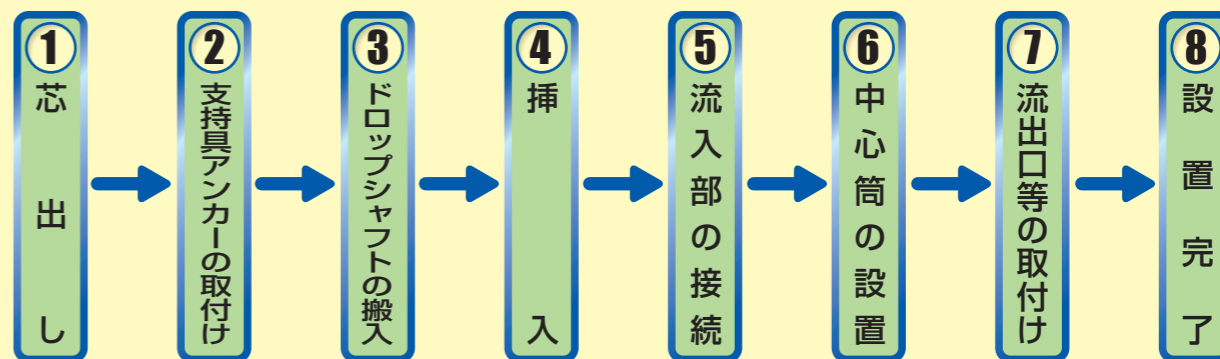 1 芯出し
2 支持具アンカーの取付け
3 ドロップシャフトの搬入
4 挿入
5 流入部の接続
6 中心筒の設置
7 流出口等の取付け
8 設置完了